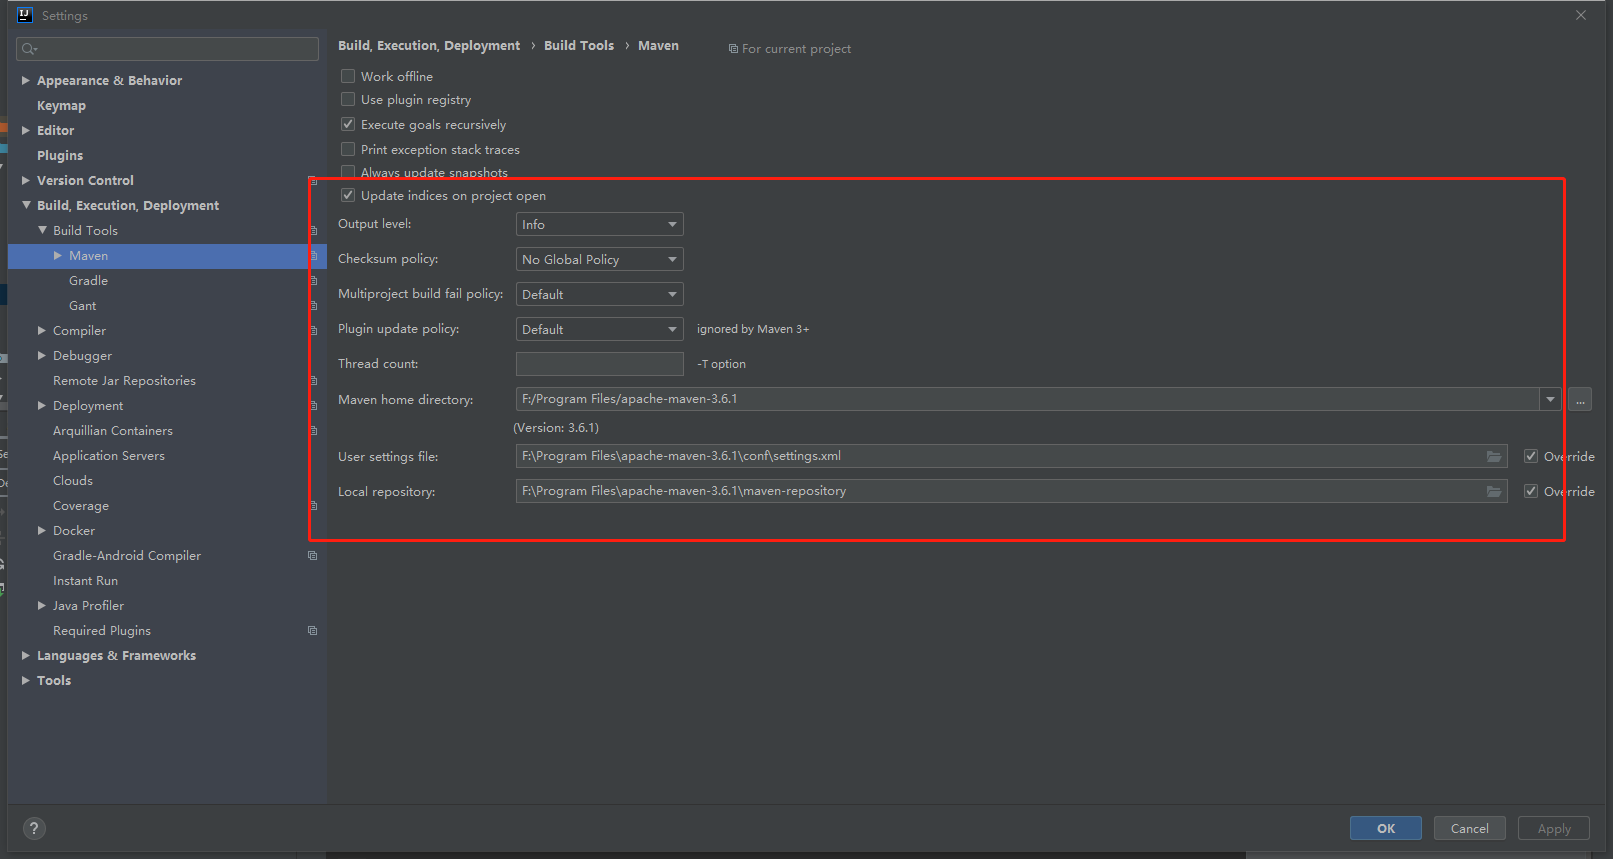 Settings
Appearance & Behavior
Keymap
Editor
Plugins
Version Control
Build, Execution, Deployment
Build Tools
Maven
Gradle
Gant
Compiler
Debugger
Remote Jar Repositories
Deployment
Arquillian Containers
Application Servers
Clouds
Coverage
Docker
Gradle-Android Compiler
Instant Run
Java Profiler
Required Plugins
Languages & Frameworks
Tools
Build, Execution, Deployment › Build Tools › Maven For current project
Work offline
Use plugin registry
Execute goals recursively
Print exception stack traces
Always update snapshots
Update indices on project open
Output level: Info
Checksum policy: No Global Policy
Multiproject build fail policy: Default
Plugin update policy: Default ignored by Maven 3+
Thread count: -T option
Maven home directory: F:/Program Files/apache-maven-3.6.1 ...
(Version: 3.6.1)
User settings file: F:\Program Files\apache-maven-3.6.1\conf\settings.xml Override
Local repository: F:\Program Files\apache-maven-3.6.1\maven-repository Override
? OK Cancel Apply